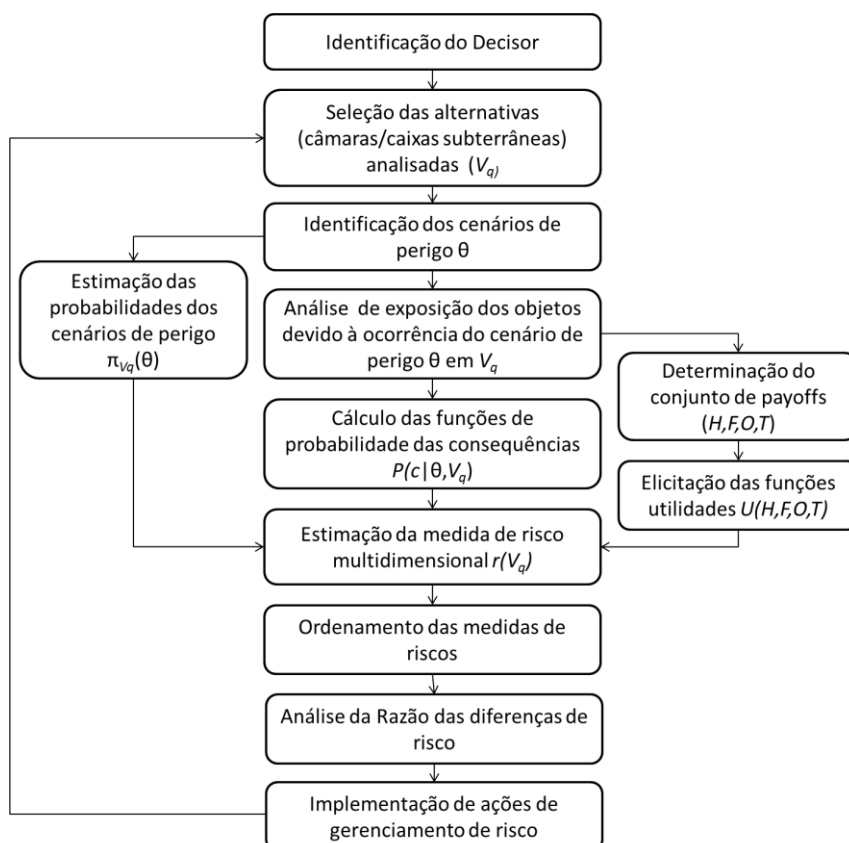 Identificação do Decisor
Seleção das alternativas
(câmaras/caixas subterrâneas)
analisadas (Vq)
Identificação dos cenários de
perigo θ
Estimação das
probabilidades dos
cenários de perigo
πVq(θ)
Análise de exposição dos objetos
devido à ocorrência do cenário de
perigo θ em Vq
Determinação do
conjunto de payoffs
(H,F,O,T)
Cálculo das funções de
probabilidade das consequências
P(c|θ,Vq)
Elicitação das funções
utilidades U(H,F,O,T)
Estimação da medida de risco
multidimensional r(Vq)
Ordenamento das medidas de
riscos
Análise da Razão das diferenças de
risco
Implementação de ações de
gerenciamento de risco